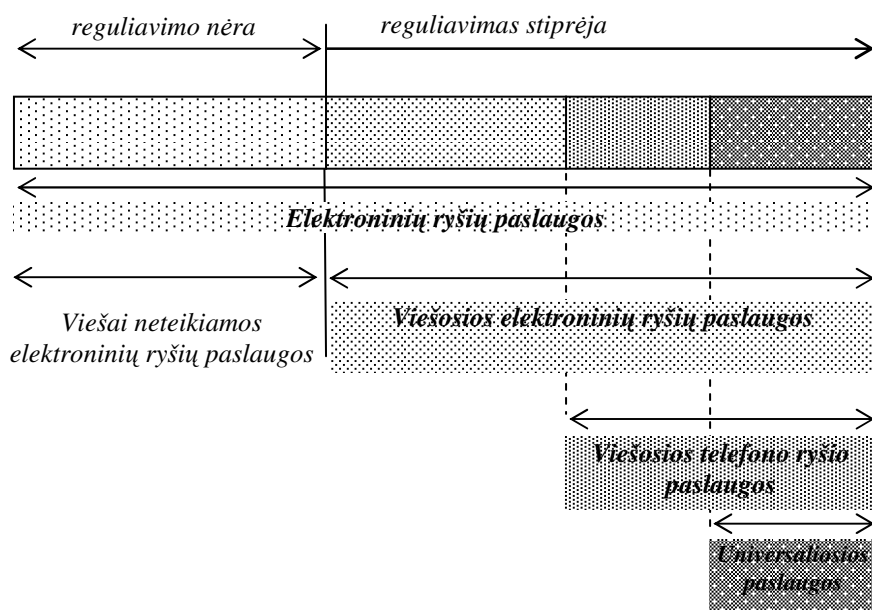 reguliavimo nėra
reguliavimas stiprėja
Elektroninių ryšių paslaugos
Viešai neteikiamos
elektroninių ryšių paslaugos
Viešosios elektroninių ryšių paslaugos
Viešosios telefono ryšio
paslaugos
Universaliosios
paslaugos